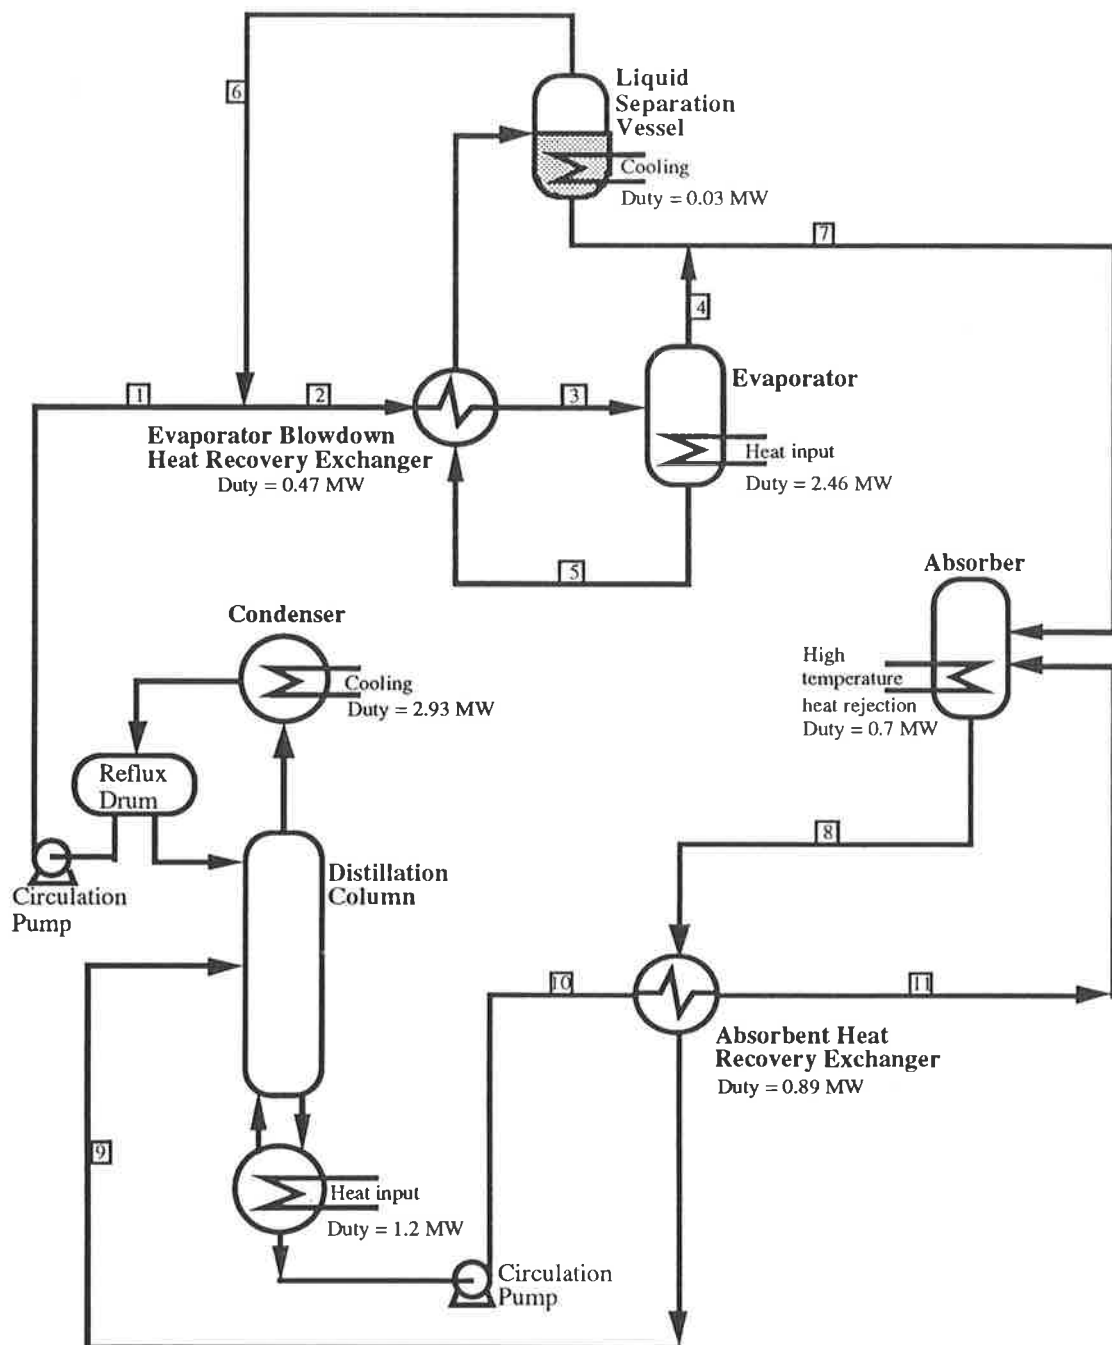 6
Liquid
Separation
Vessel
Cooling
Duty = 0.03 MW
7
4
1
2
3
Evaporator
Evaporator Blowdown
Heat Recovery Exchanger
Duty = 0.47 MW
Heat input
Duty = 2.46 MW
5
Absorber
Condenser
Cooling
Duty = 2.93 MW
High
temperature
heat rejection
Duty = 0.7 MW
Reflux
Drum
8
Distillation
Column
Circulation
Pump
10
11
Absorbent Heat
Recovery Exchanger
Duty = 0.89 MW
9
Heat input
Duty = 1.2 MW
Circulation
Pump